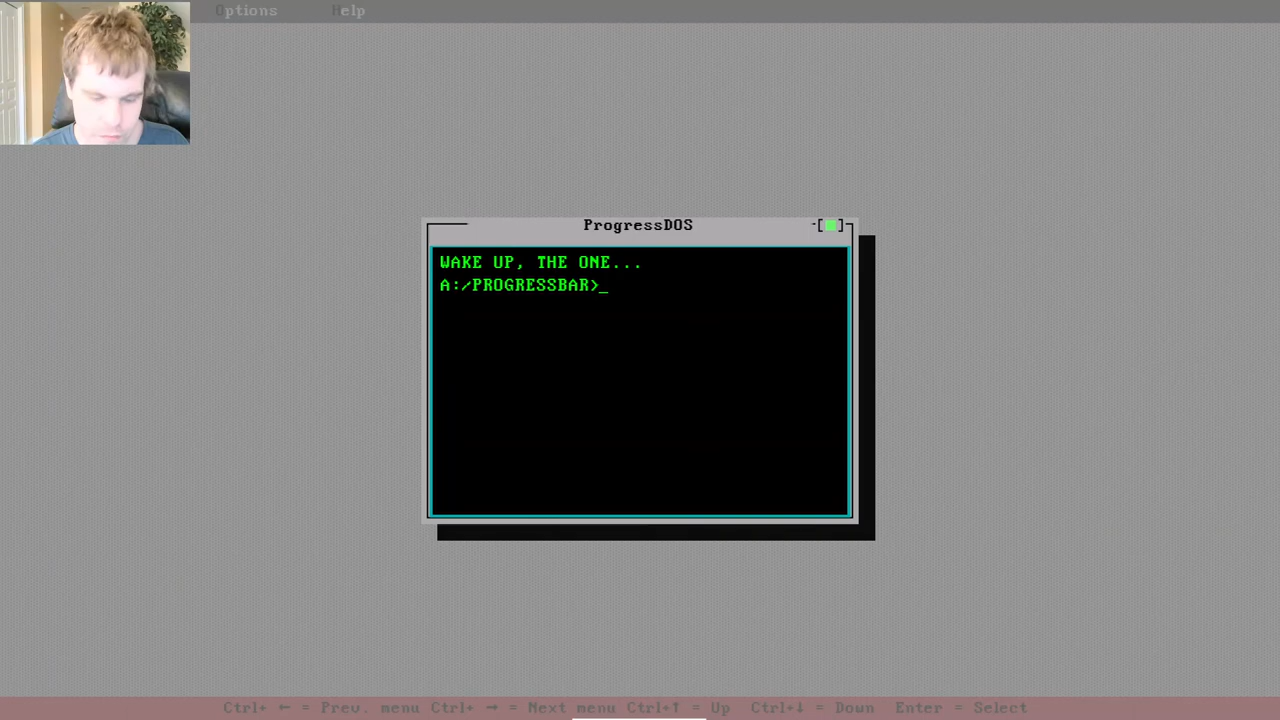 Options Help
ProgressDOS
WAKE UP, THE ONE...
A:/PROGRESSBAR>_
Ctrl+ ← = Prev. menu Ctrl+ → = Next menu Ctrl+↑ = Up Ctrl+↓ = Down Enter = Select